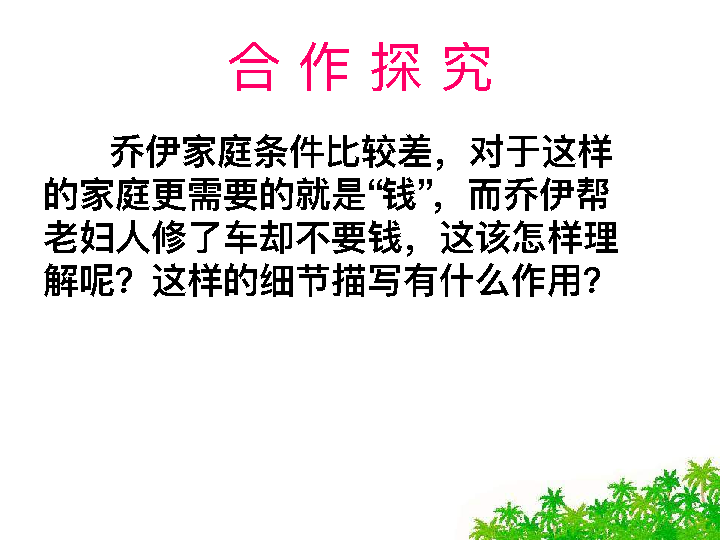 合 作 探 究
乔伊家庭条件比较差，对于这样
的家庭更需要的就是“钱”，而乔伊帮
老妇人修了车却不要钱，这该怎样理
解呢？这样的细节描写有什么作用？